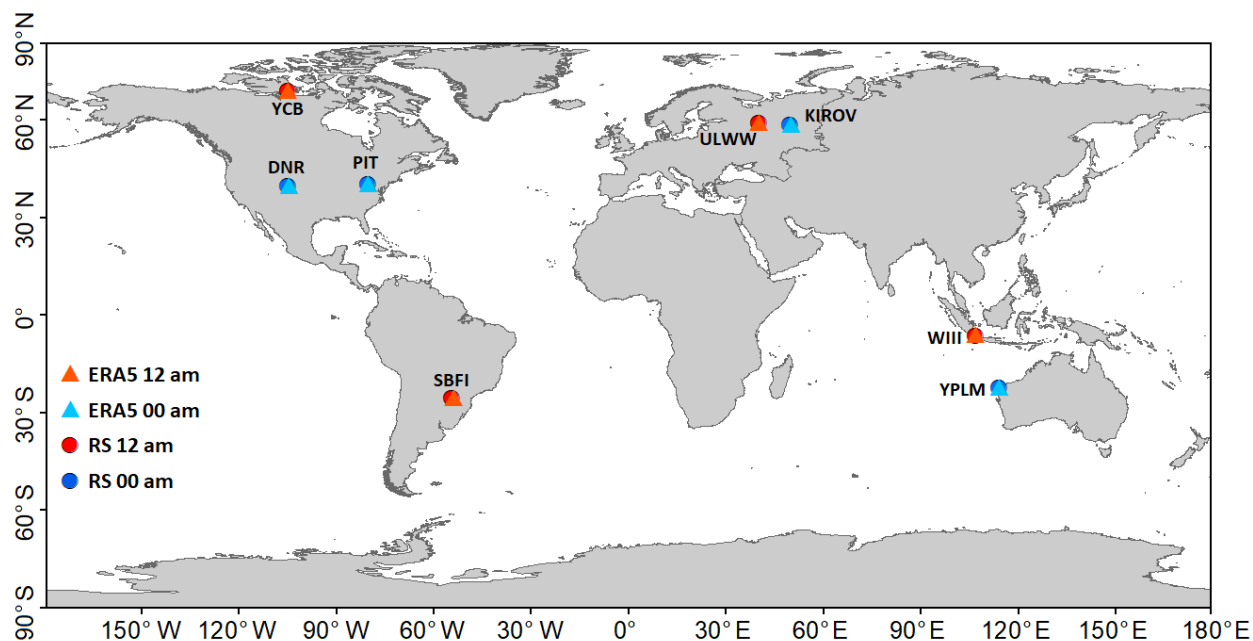 90°N
60°N
30°N
0°
30°S
60°S
90°S
YCB
KIROV
ULWW
DNR
PIT
WIII
SBFI
YPLM
ERA5 12 am
ERA5 00 am
RS 12 am
RS 00 am
150°W
120°W
90°W
60°W
30°W
0°
30°E
60°E
90°E
120°E
150°E
180°E